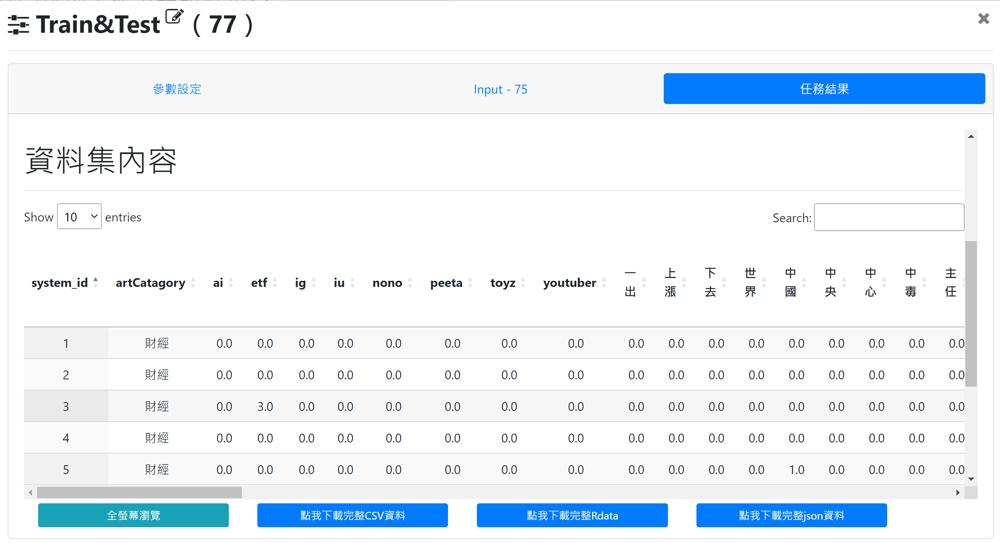 Train&Test ( 77 )
參數設定 Input - 75 任務結果
資料集內容
Show 10 entries Search:
system_id artCatagory ai etf ig iu nono peeta toyz youtuber 一出 上漲 下去 世界 中國 中央 中心 中毒 主任
1 財經 0.0 0.0 0.0 0.0 0.0 0.0 0.0 0.0 0.0 0.0 0.0 0.0 0.0 0.0 0.0 0.0 0.0
2 財經 0.0 0.0 0.0 0.0 0.0 0.0 0.0 0.0 0.0 0.0 0.0 0.0 0.0 0.0 0.0 0.0 0.0
3 財經 0.0 3.0 0.0 0.0 0.0 0.0 0.0 0.0 0.0 0.0 0.0 0.0 0.0 0.0 0.0 0.0 0.0
4 財經 0.0 0.0 0.0 0.0 0.0 0.0 0.0 0.0 0.0 0.0 0.0 0.0 0.0 0.0 0.0 0.0 0.0
5 財經 0.0 0.0 0.0 0.0 0.0 0.0 0.0 0.0 0.0 0.0 0.0 0.0 1.0 0.0 0.0 0.0 0.0
全螢幕瀏覽 點我下載完整CSV資料 點我下載完整Rdata 點我下載完整json資料